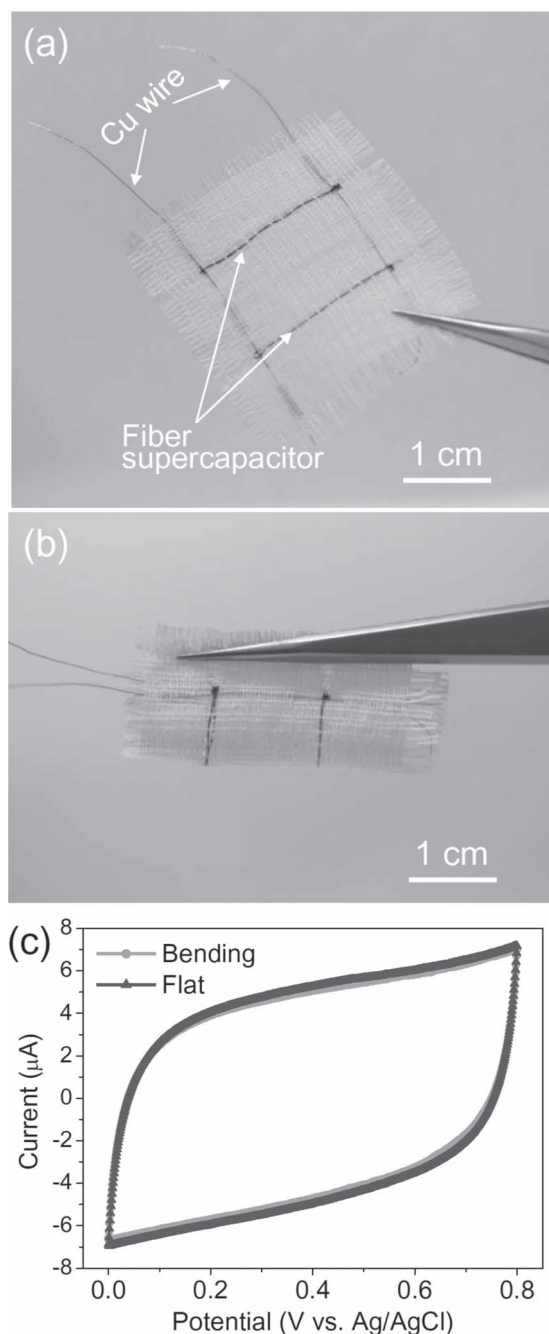 (a)
Cu wire
Fiber
supercapacitor
1 cm
(b)
1 cm
(c)
8
6
4
2
0
-2
-4
-6
-8
Current (μA)
Bending
Flat
0.0 0.2 0.4 0.6 0.8
Potential (V vs. Ag/AgCl)